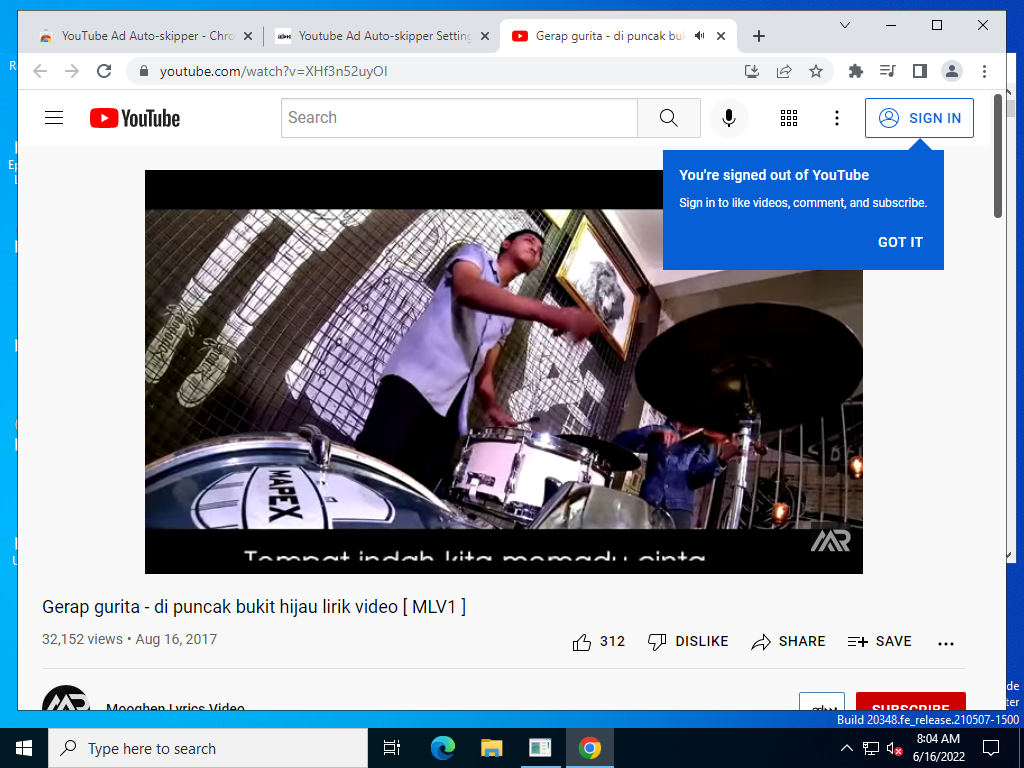 YouTube Ad Auto-skipper - Chro
Youtube Ad Auto-skipper Setting
Gerap gurita - di puncak buk
youtube.com/watch?v=XHf3n52uyOI
YouTube
Search
SIGN IN
You're signed out of YouTube
Sign in to like videos, comment, and subscribe.
GOT IT
MAPEX
MR
Tempat indah kita memadu cinta
Gerap gurita - di puncak bukit hijau lirik video [ MLV1 ]
32,152 views • Aug 16, 2017
312
DISLIKE
SHARE
SAVE
Mooghen Lyrics Video
SUBSCRIBE
Build 20348.fe_release.210507-1500
Type here to search
8:04 AM
6/16/2022